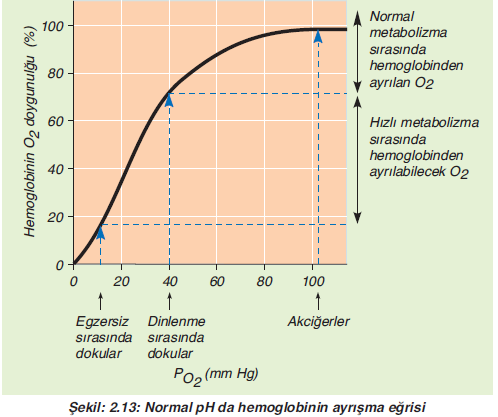 Hemoglobinin O2 doygunulğu (%)
100
80
60
40
20
0
0 20 40 60 80 100
Egzersiz
sırasında
dokular
Dinlenme
sırasında
dokular
Akciğerler
PO2 (mm Hg)
Normal
metabolizma
sırasında
hemoglobinden
ayrılan O2
Hızlı metabolizma
sırasında
hemoglobinden
ayrılabilecek O2
Şekil: 2.13: Normal pH da hemoglobinin ayrışma eğrisi